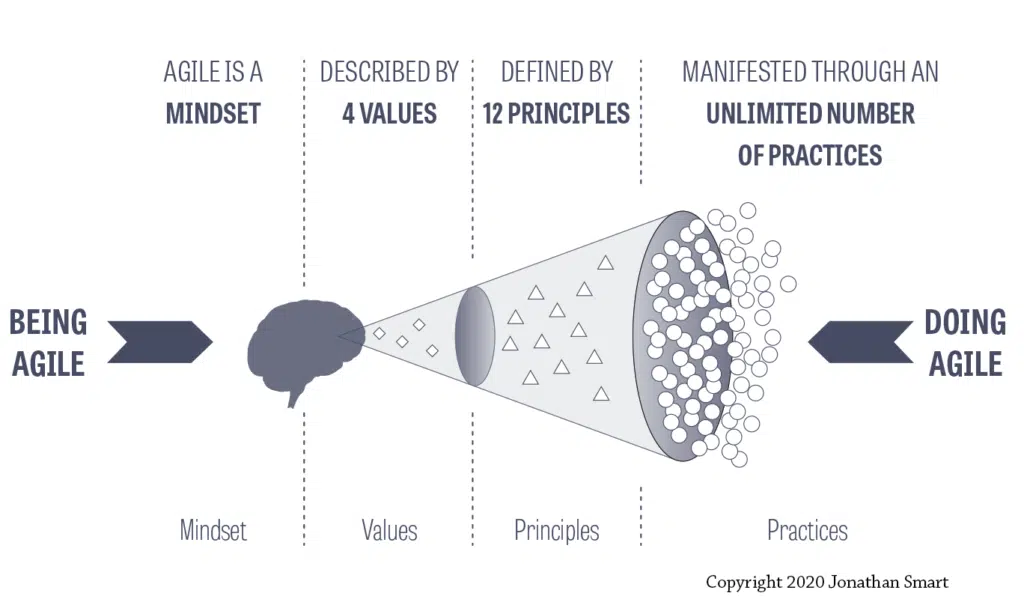 AGILE IS A
MINDSET
DESCRIBED BY
4 VALUES
DEFINED BY
12 PRINCIPLES
MANIFESTED THROUGH AN
UNLIMITED NUMBER
OF PRACTICES
BEING
AGILE
DOING
AGILE
Mindset
Values
Principles
Practices
Copyright 2020 Jonathan Smart